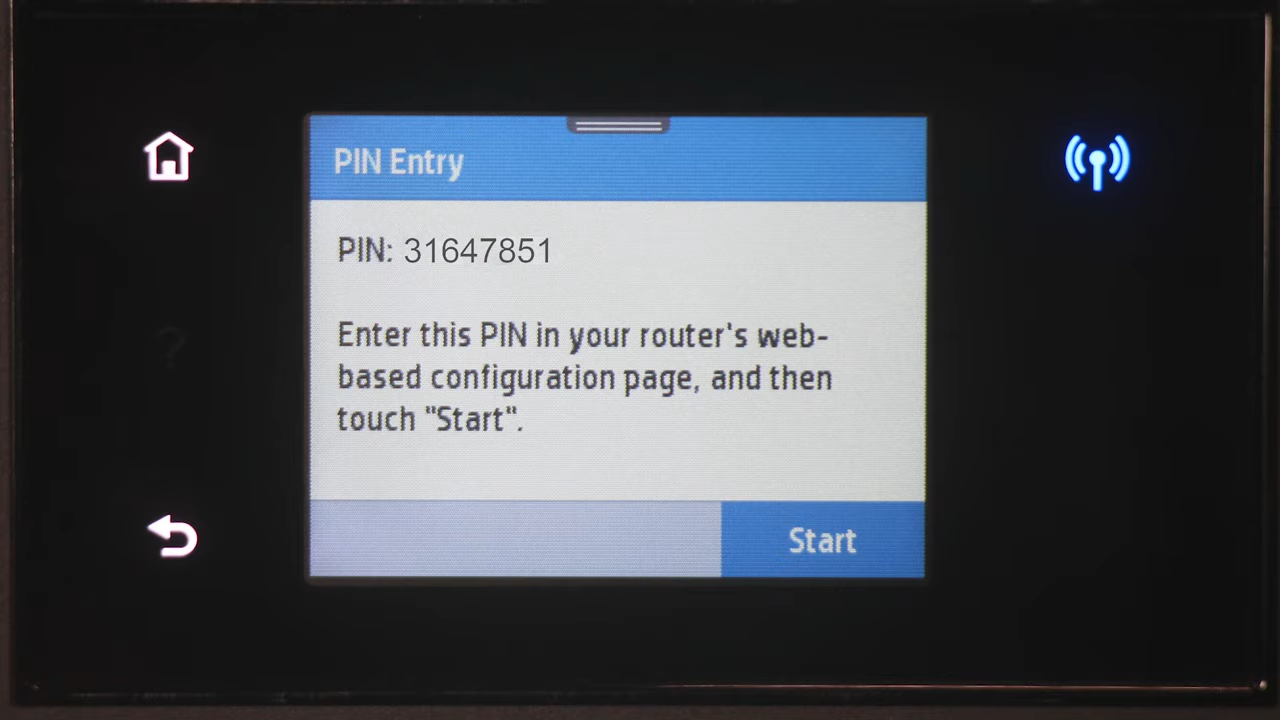 PIN Entry
PIN: 31647851
Enter this PIN in your router's web-
based configuration page, and then
touch "Start".
Start